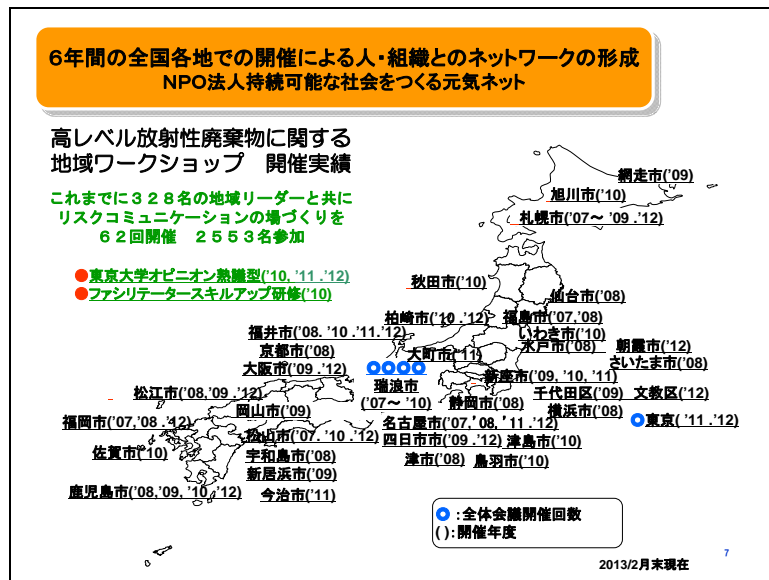 6年間の全国各地での開催による人・組織とのネットワークの形成
NPO法人持続可能な社会をつくる元気ネット
高レベル放射性廃棄物に関する
地域ワークショップ　開催実績
これまでに３２８名の地域リーダーと共に
リスクコミュニケーションの場づくりを
６２回開催　２５５３名参加
●東京大学オピニオン熟議型('10, '11 .'12)
●ファシリテータースキルアップ研修('10)
網走市('09)
旭川市('10)
札幌市('07～ '09 .'12)
秋田市('10)
仙台市('08)
柏崎市('10 .'12)
福島市('07,'08)
いわき市('10)
福井市('08. '10 .'11.'12)
水戸市('08)
朝霞市('12)
京都市('08)
大町市('11)
さいたま市('08)
大阪市('09 .'12)
新座市('09, '10, '11)
瑞浪市
('07～ '10)
松江市('08,'09 .'12)
千代田区('09)
文教区('12)
静岡市('08)
岡山市('09)
横浜市('08)
福岡市('07,'08 .'12)
名古屋市('07,'08,'11 .'12)
東京( '11 .'12)
松山市('07. '10 .'12)
四日市市('09 .'12)
津島市('10)
佐賀市('10)
宇和島市('08)
津市('08)
鳥羽市('10)
新居浜市('09)
鹿児島市('08,'09, '10 ,'12)
今治市('11)
：全体会議開催回数
( )：開催年度
7
2013/2月末現在